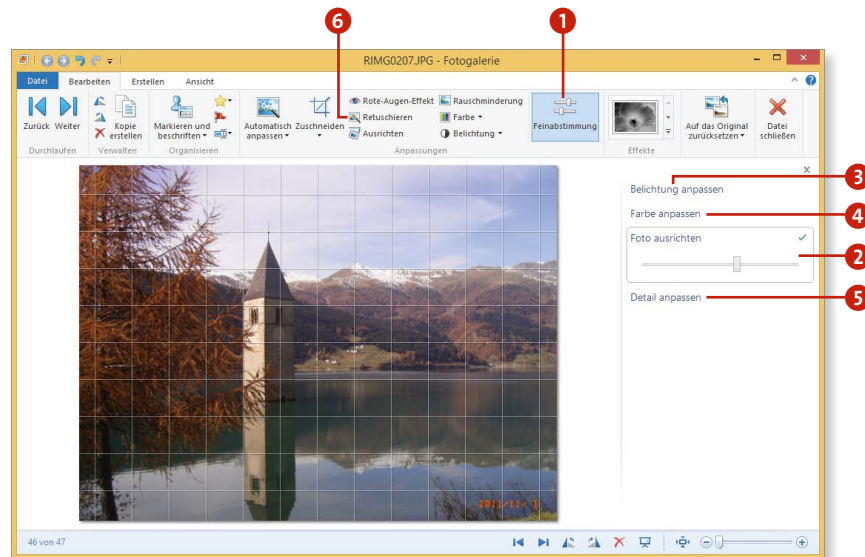 6
1
RIMG0207.JPG - Fotogalerie
Datei Bearbeiten Erstellen Ansicht
Zurück Weiter
Durchlaufen
Kopie
erstellen
Verwalten
Markieren und
beschriften
Organisieren
Automatisch
anpassen
Zuschneiden
Rote-Augen-Effekt
Retuschieren
Ausrichten
Rauschminderung
Farbe
Belichtung
Anpassungen
Feinabstimmung
Effekte
Auf das Original
zurücksetzen
Datei
schließen
Belichtung anpassen
3
Farbe anpassen
4
Foto ausrichten
2
Detail anpassen
5
46 von 47